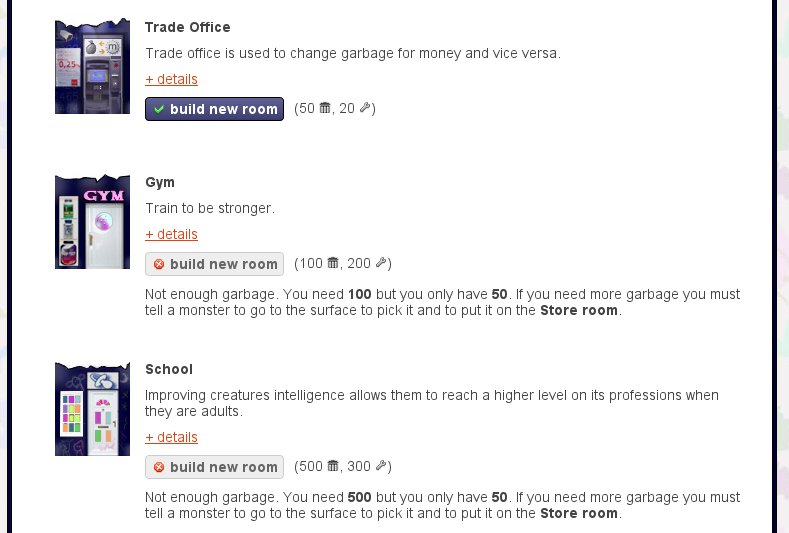 Trade Office
Trade office is used to change garbage for money and vice versa.
+ details
build new room (50 , 20 )
0,25
GYM
Gym
Train to be stronger.
+ details
build new room (100 , 200 )
Not enough garbage. You need 100 but you only have 50. If you need more garbage you must
tell a monster to go to the surface to pick it and to put it on the Store room.
School
Improving creatures intelligence allows them to reach a higher level on its professions when
they are adults.
+ details
build new room (500 , 300 )
Not enough garbage. You need 500 but you only have 50. If you need more garbage you must
tell a monster to go to the surface to pick it and to put it on the Store room.